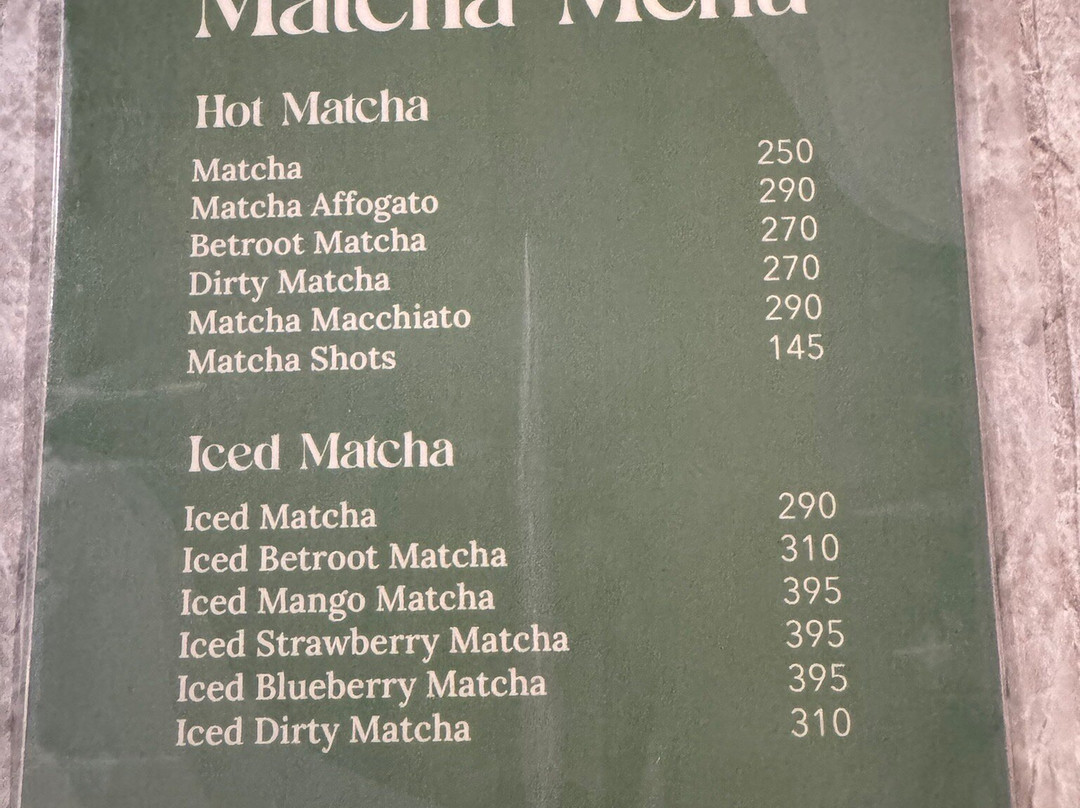 Matcha Menu
Hot Matcha
Matcha 250
Matcha Affogato 290
Betroot Matcha 270
Dirty Matcha 270
Matcha Macchiato 290
Matcha Shots 145
Iced Matcha
Iced Matcha 290
Iced Betroot Matcha 310
Iced Mango Matcha 395
Iced Strawberry Matcha 395
Iced Blueberry Matcha 395
Iced Dirty Matcha 310